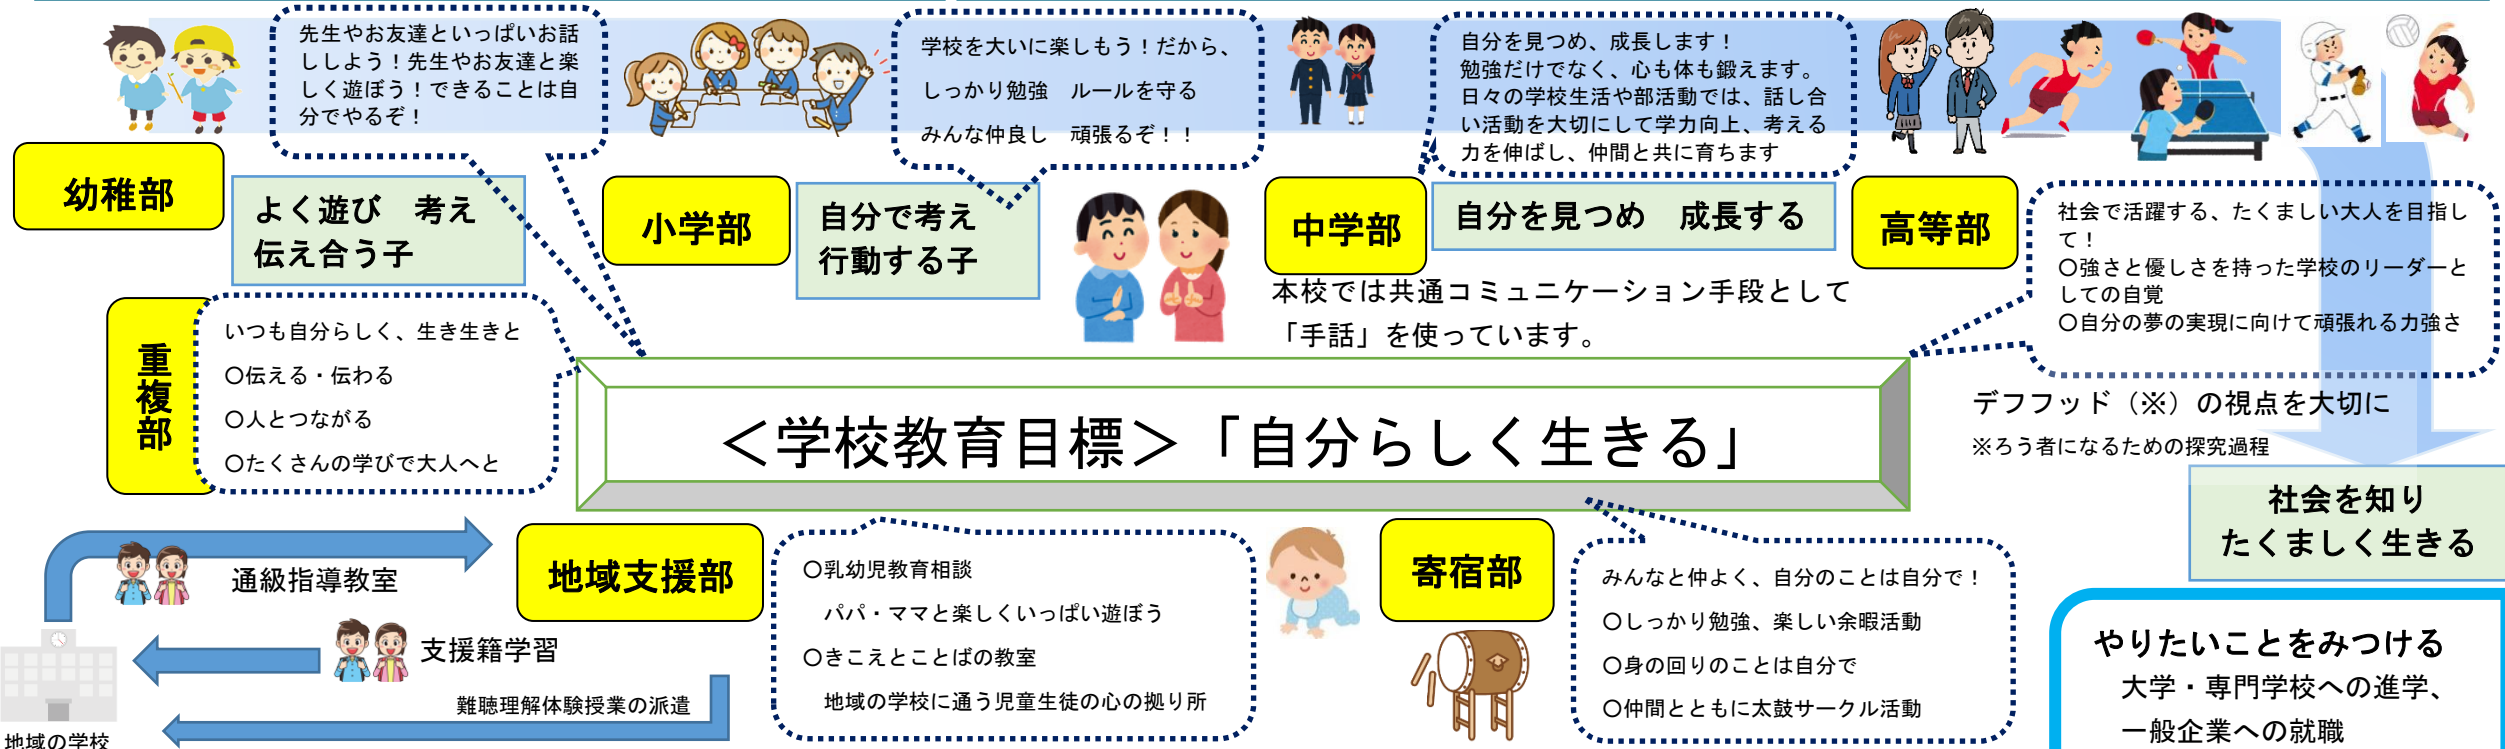 先生やお友達といっぱいお話
ししよう！先生やお友達と楽
しく遊ぼう！できることは自
分でやるぞ！
幼稚部
よく遊び　考え
伝え合う子
学校を大いに楽しもう！だから、
しっかり勉強　ルールを守る
みんな仲良し　頑張るぞ！！
小学部
自分で考え
行動する子
自分を見つめ、成長します！
勉強だけでなく、心も体も鍛えます。
日々の学校生活や部活動では、話し合
い活動を大切にして学力向上、考える
力を伸ばし、仲間と共に育ちます
中学部
自分を見つめ　成長する
本校では共通コミュニケーション手段として
「手話」を使っています。
高等部
社会で活躍する、たくましい大人を目指し
て！
〇強さと優しさを持った学校のリーダーと
しての自覚
〇自分の夢の実現に向けて頑張れる力強さ
重複部
いつも自分らしく、生き生きと
〇伝える・伝わる
〇人とつながる
〇たくさんの学びで大人へと
＜学校教育目標＞「自分らしく生きる」
デフフッド（※）の視点を大切に
※ろう者になるための探究過程
社会を知り
たくましく生きる
通級指導教室
支援籍学習
難聴理解体験授業の派遣
地域の学校
地域支援部
〇乳幼児教育相談
パパ・ママと楽しくいっぱい遊ぼう
〇きこえとことばの教室
地域の学校に通う児童生徒の心の拠り所
寄宿部
みんなと仲よく、自分のことは自分で！
〇しっかり勉強、楽しい余暇活動
〇身の回りのことは自分で
〇仲間とともに太鼓サークル活動
やりたいことをみつける
大学・専門学校への進学、
一般企業への就職